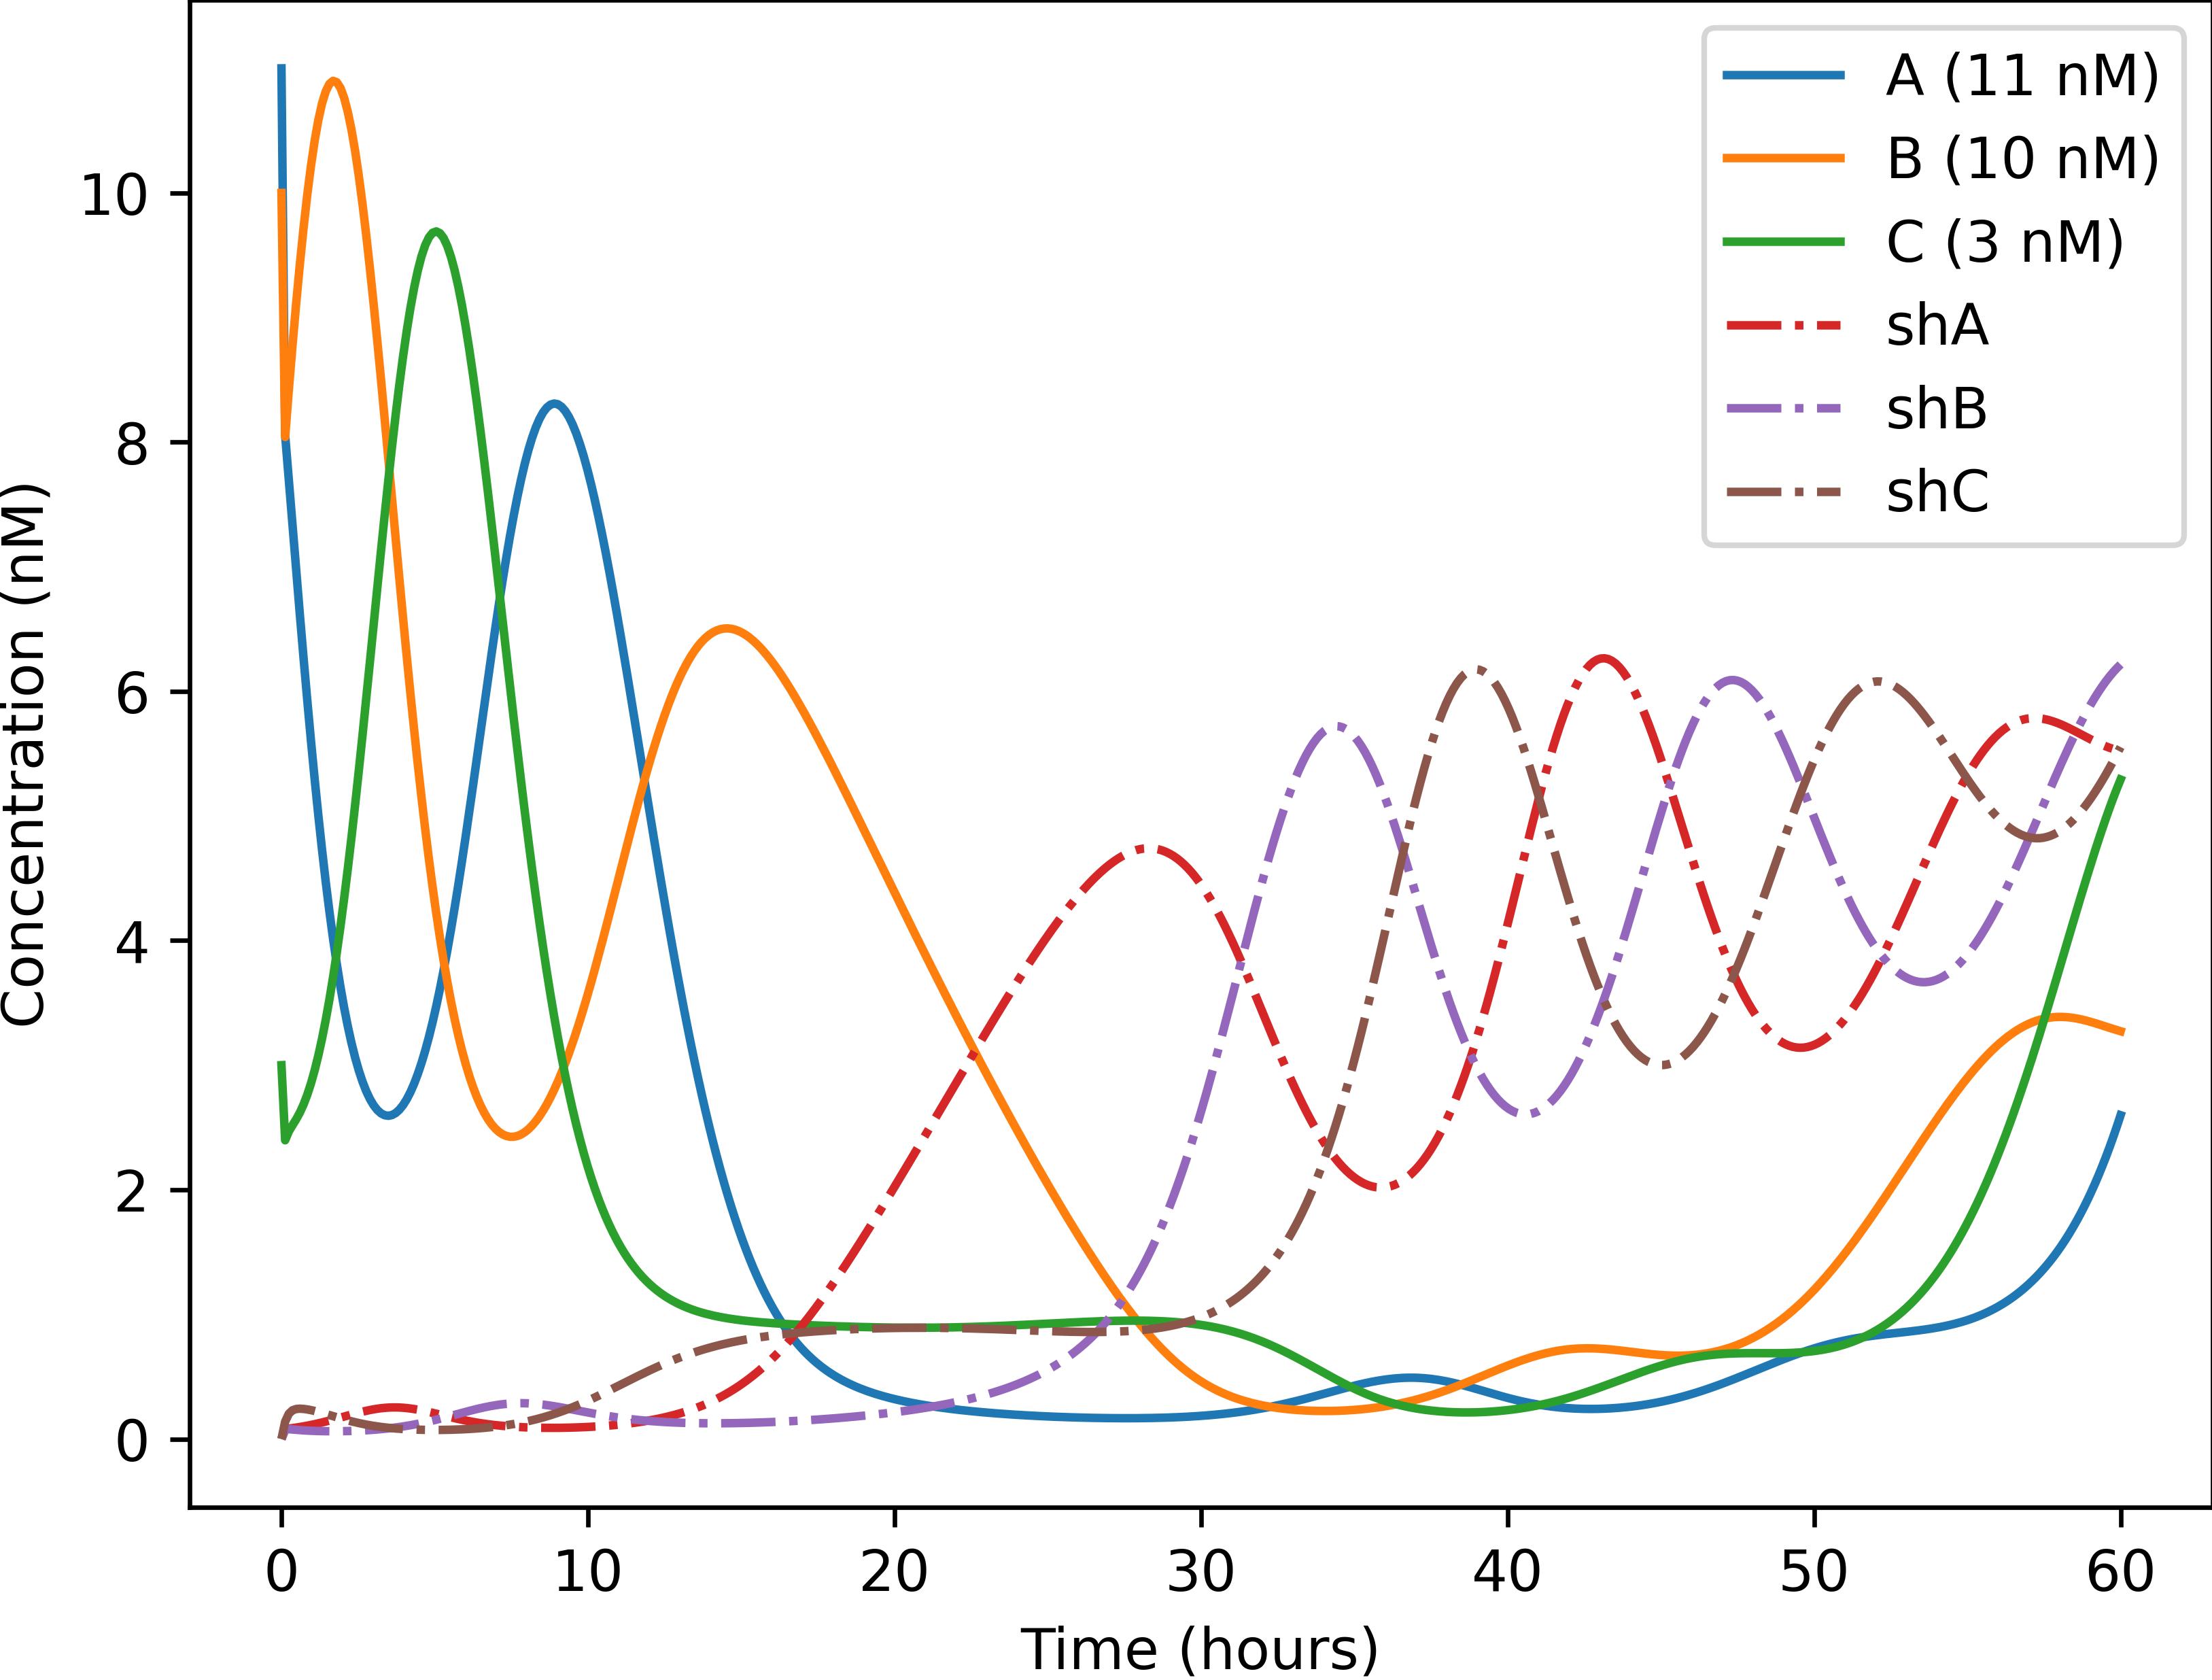 A (11 nM)
B (10 nM)
C (3 nM)
shA
shB
shC
Concentration (nM)
10
8
6
4
2
0
0 10 20 30 40 50 60
Time (hours)